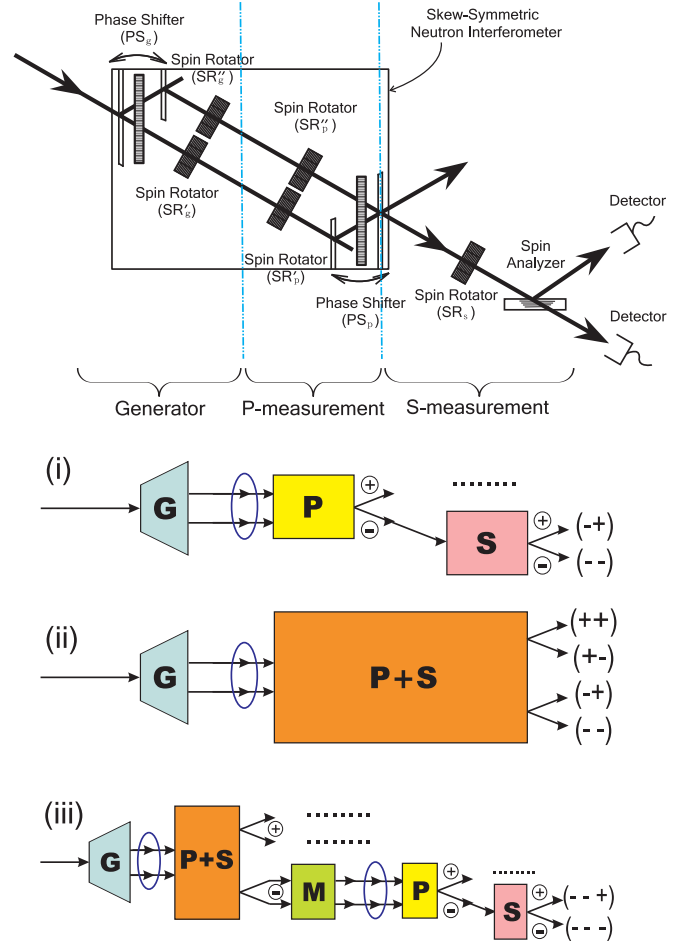 Skew-Symmetric
Neutron Interferometer
Phase Shifter
(PSg)
Spin Rotator
(SR″g)
Spin Rotator
(SR″p)
Spin Rotator
(SR′g)
Spin Rotator
(SR′p)
Phase Shifter
(PSp)
Spin Rotator
(SRs)
Spin
Analyzer
Detector
Detector
Generator
P-measurement
S-measurement
(i)
G
P
+
-
........
S
+
-
(-+)
(--)
(ii)
G
P+S
(++)
(+-)
(-+)
(--)
(iii)
G
P+S
+
-
.........
.........
M
P
+
-
........
S
+
-
(--+)
(---)